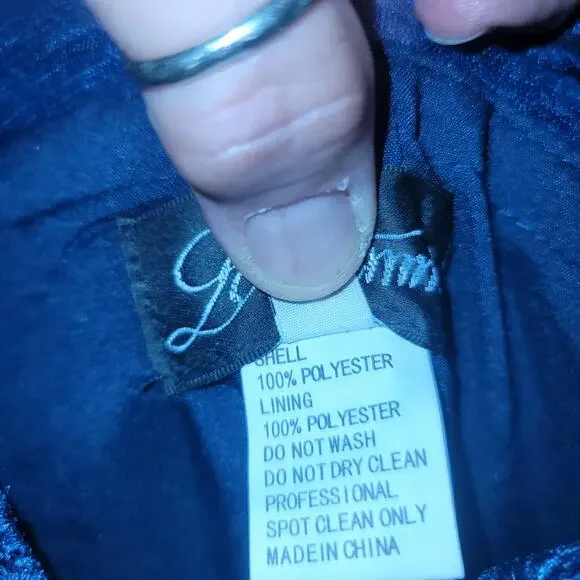 SHELL
100% POLYESTER
LINING
100% POLYESTER
DO NOT WASH
DO NOT DRY CLEAN
PROFESSIONAL
SPOT CLEAN ONLY
MADE IN CHINA